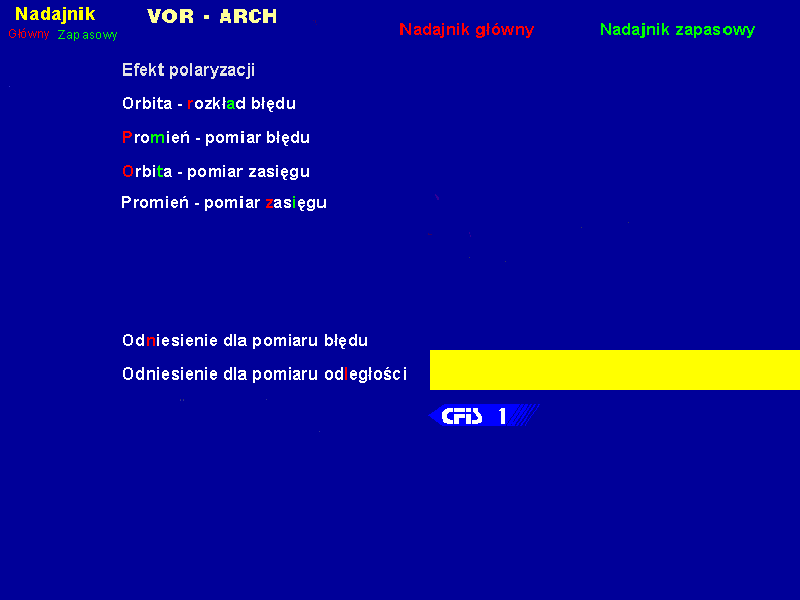 Nadajnik
Główny Zapasowy
VOR - ARCH
Nadajnik główny
Nadajnik zapasowy
Efekt polaryzacji
Orbita - rozkład błędu
Promień - pomiar błędu
Orbita - pomiar zasięgu
Promień - pomiar zasięgu
Odniesienie dla pomiaru błędu
Odniesienie dla pomiaru odległości
CFIS 1